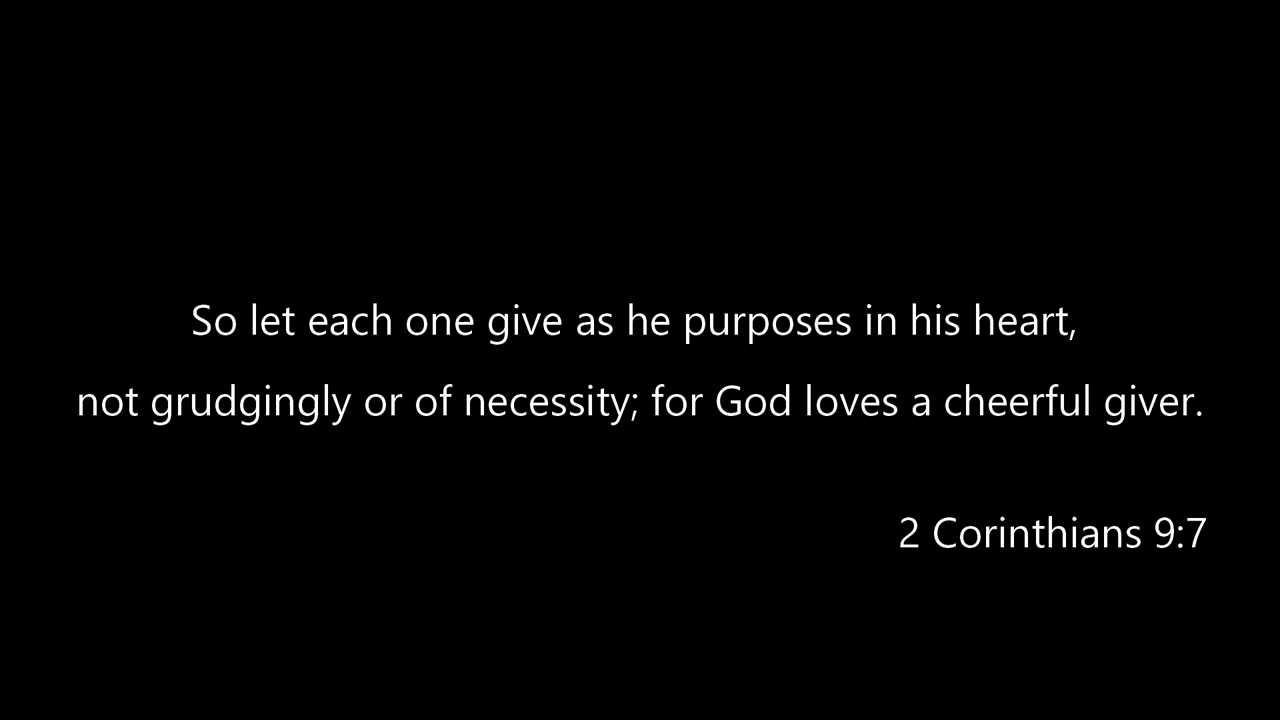 So let each one give as he purposes in his heart,
not grudgingly or of necessity; for God loves a cheerful giver.
2 Corinthians 9:7